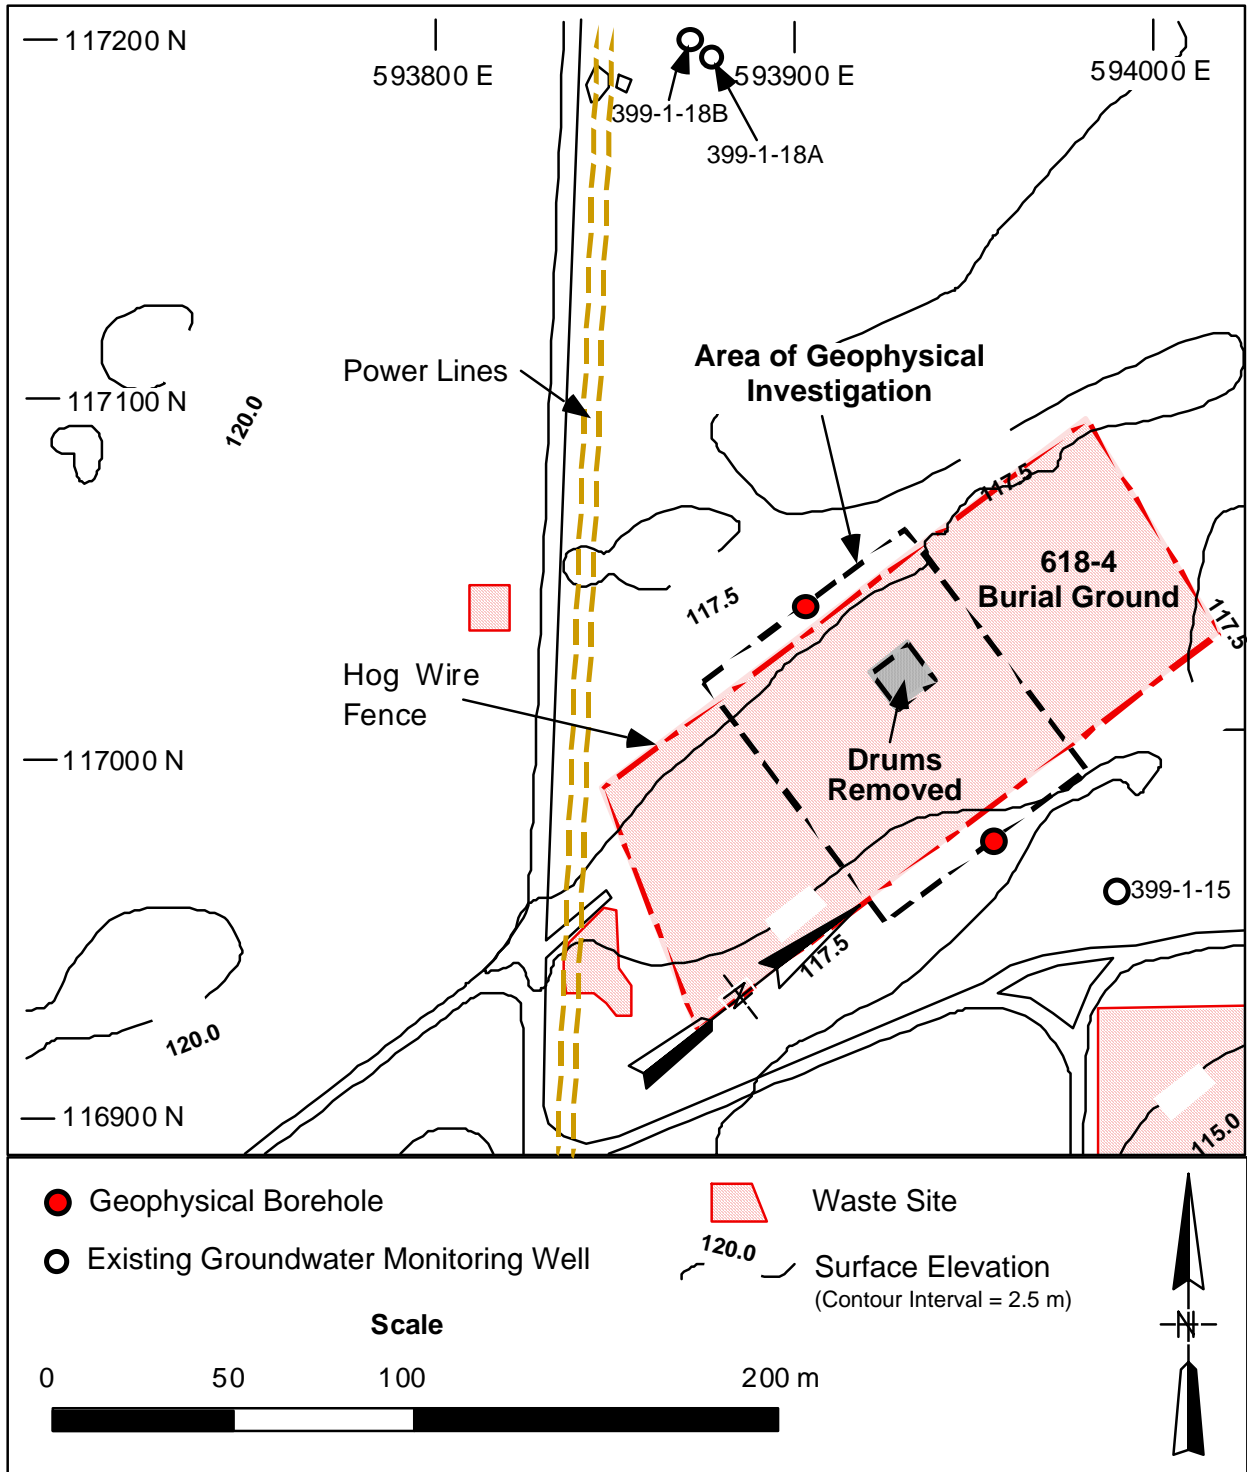 117200 N
593800 E
593900 E
594000 E
399-1-18B
399-1-18A
Power Lines
Area of Geophysical
Investigation
117100 N
120.0
117.5
618-4
Burial Ground
117.5
117.5
Hog Wire
Fence
Drums
Removed
117000 N
399-1-15
117.5
N
120.0
116900 N
115.0
Geophysical Borehole
Waste Site
Existing Groundwater Monitoring Well
120.0
Surface Elevation
(Contour Interval = 2.5 m)
N
Scale
0 50 100 200 m